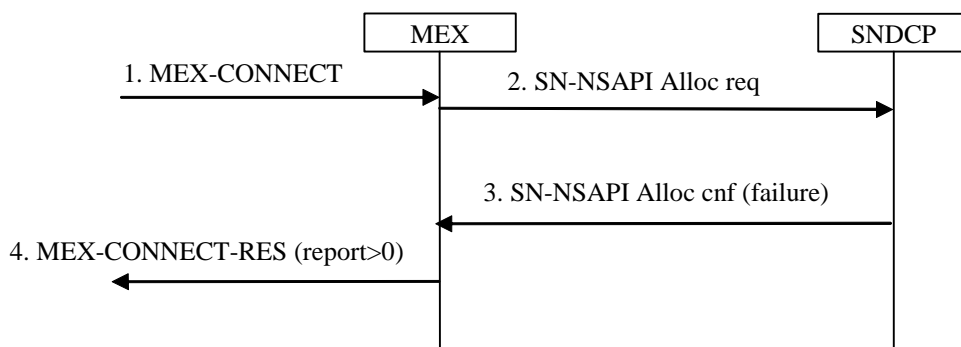 MEX
SNDCP
1. MEX-CONNECT
2. SN-NSAPI Alloc req
3. SN-NSAPI Alloc cnf (failure)
4. MEX-CONNECT-RES (report>0)